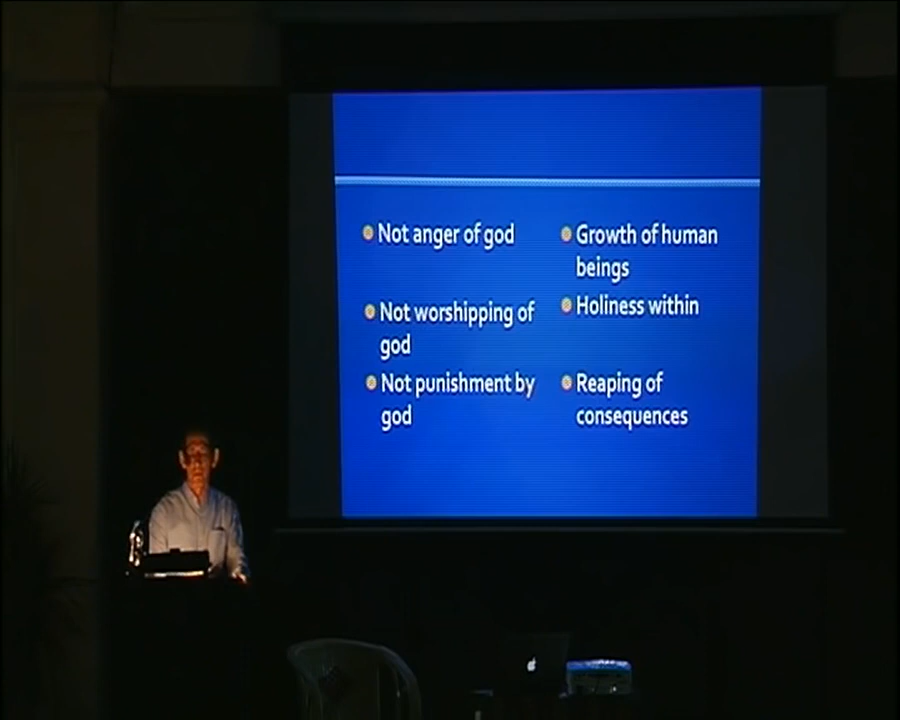 Not anger of god
Not worshipping of
god
Not punishment by
god
Growth of human
beings
Holiness within
Reaping of
consequences